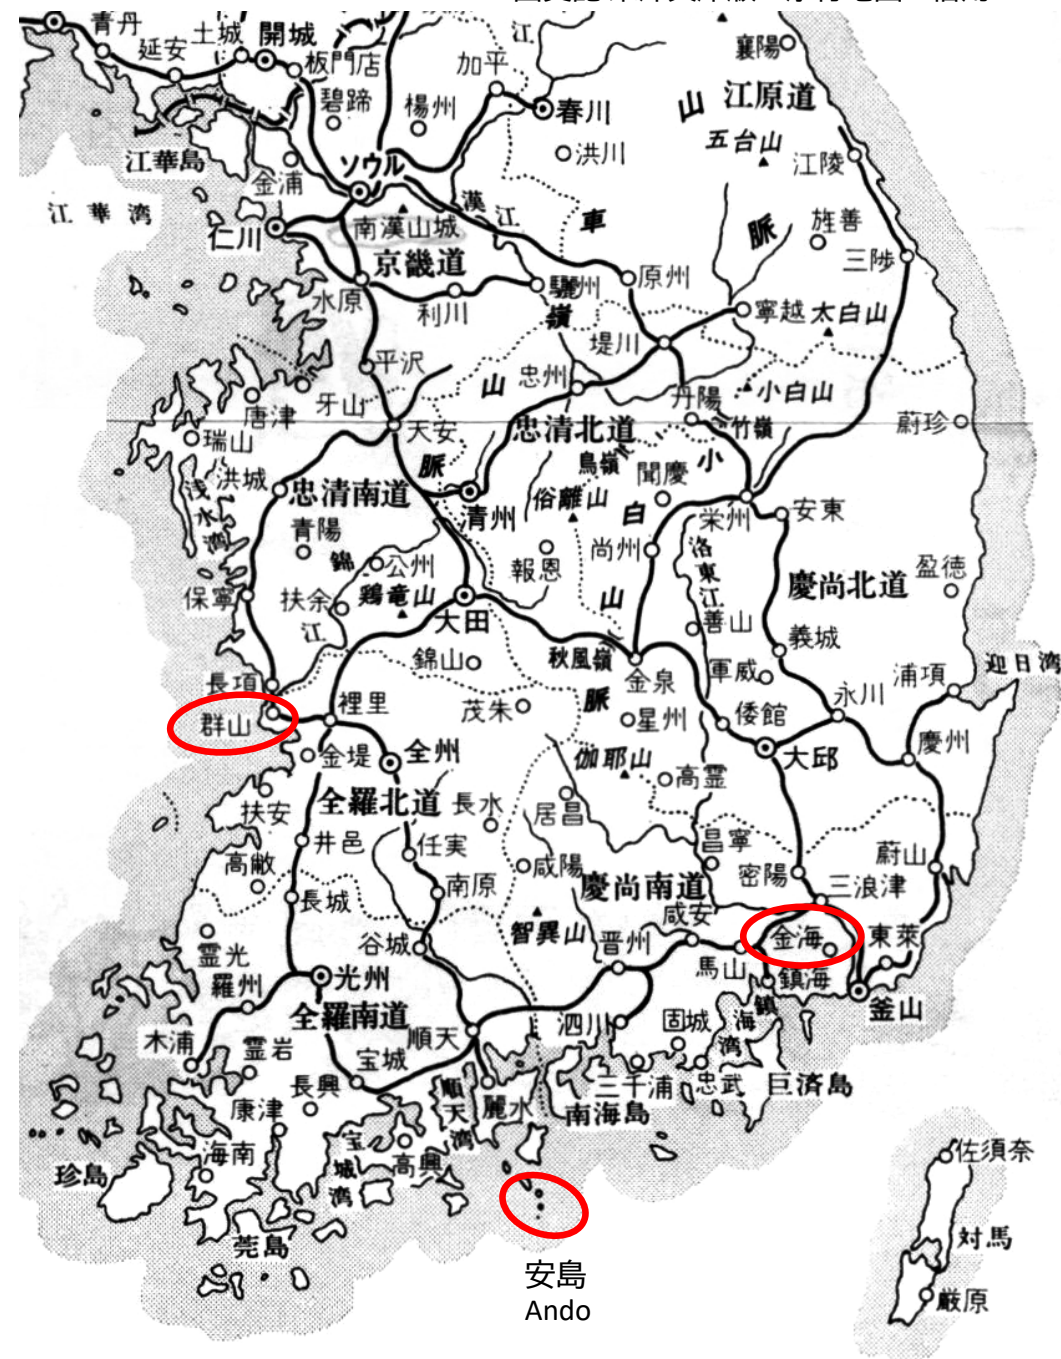 青丹
延安
土城
開城
板門店
碧蹄
楊州
加平
江
春川
襄陽
山
江原道
五台山
洪川
江陵
江華島
金浦
ソウル
江華湾
仁川
南漢山城
漢江
車
脈
旌善
三陟
京畿道
水原
利川
驪州
嶺
原州
寧越
太白山
堤川
平沢
山
忠州
小白山
丹陽
竹嶺
牙山
唐津
天安
忠清北道
蔚珍
瑞山
脈
鳥嶺
小
聞慶
洪城
忠清南道
浅水湾
青陽
清州
俗離山
白
栄州
安東
尚州
洛東江
錦
公州
報恩
盈徳
保寧
扶余
鶏竜山
山
慶尚北道
江
大田
善山
義城
錦山
秋風嶺
金泉
軍威
迎日湾
長項
浦項
永川
群山
裡里
茂朱
脈
星州
倭館
金堤
全州
伽耶山
大邱
慶州
高霊
扶安
全羅北道
長水
居昌
井邑
任実
昌寧
高敞
咸陽
密陽
蔚山
長城
南原
慶尚南道
三浪津
咸安
霊光
谷城
智異山
晋州
金海
東萊
馬山
羅州
光州
鎮海
釜山
全羅南道
順天
泗川
固城
鎮海湾
木浦
霊岩
宝城
長興
順天湾
麗水
三千浦
忠武
巨済島
南海島
康津
宝城湾
高興
海南
珍島
莞島
佐須奈
対馬
厳原
安島
Ando